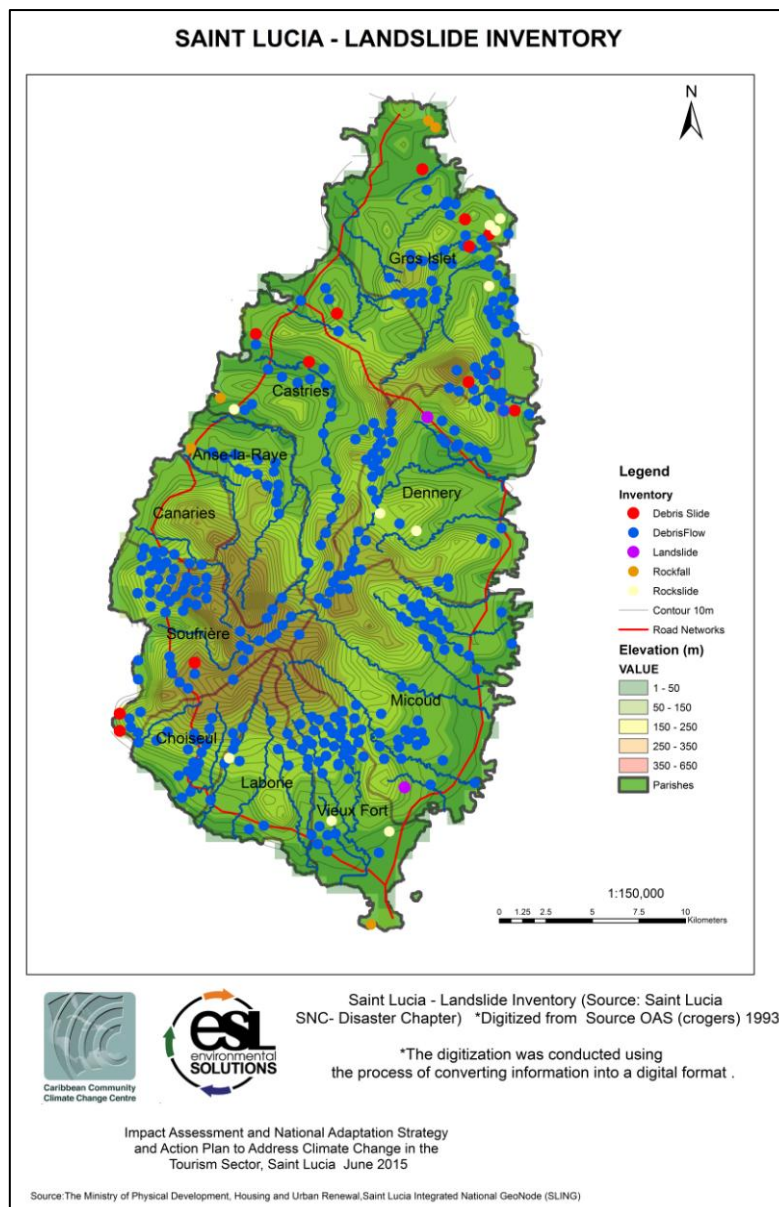 SAINT LUCIA - LANDSLIDE INVENTORY
N
Gros Islet
Castries
Anse-la-Raye
Dennery
Canaries
Soufrière
Micoud
Choiseul
Laborie
Vieux Fort
Legend
Inventory
Debris Slide
DebrisFlow
Landslide
Rockfall
Rockslide
Contour 10m
Road Networks
Elevation (m)
VALUE
1 - 50
50 - 150
150 - 250
250 - 350
350 - 650
Parishes
1:150,000
0 1.25 2.5 5 7.5 10
Kilometers
Caribbean Community
Climate Change Centre
esl
environmental
SOLUTIONS
Saint Lucia - Landslide Inventory (Source: Saint Lucia
SNC- Disaster Chapter) *Digitized from Source OAS (crogers) 1993
*The digitization was conducted using
the process of converting information into a digital format .
Impact Assessment and National Adaptation Strategy
and Action Plan to Address Climate Change in the
Tourism Sector, Saint Lucia June 2015
Source:The Ministry of Physical Development, Housing and Urban Renewal,Saint Lucia Integrated National GeoNode (SLING)